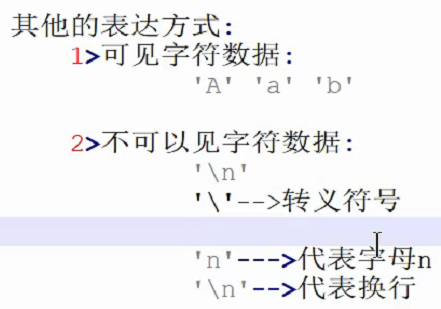 其他的表达方式:
1>可见字符数据:
'A' 'a' 'b'
2>不可以见字符数据:
'\n'
'\'-->转义符号
'n'--->代表字母n
'\n'-->代表换行